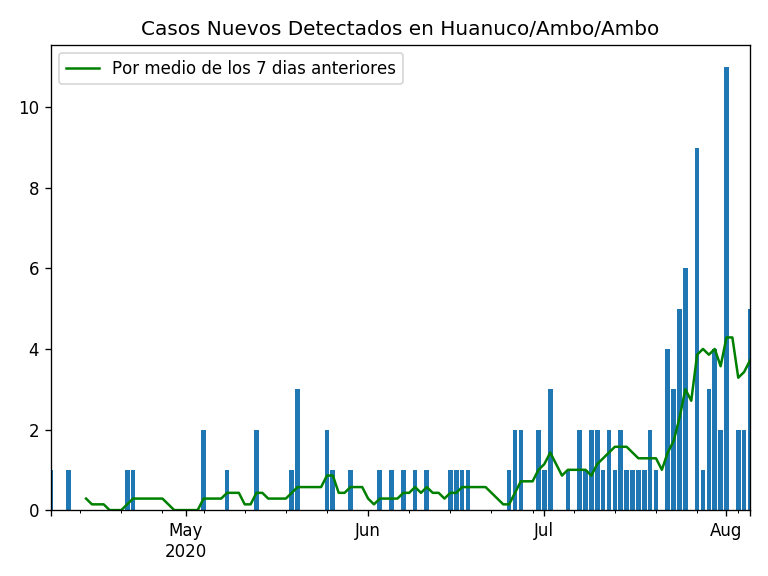 Casos Nuevos Detectados en Huanuco/Ambo/Ambo
Por medio de los 7 dias anteriores
10
8
6
4
2
0
May Jun Jul Aug
2020